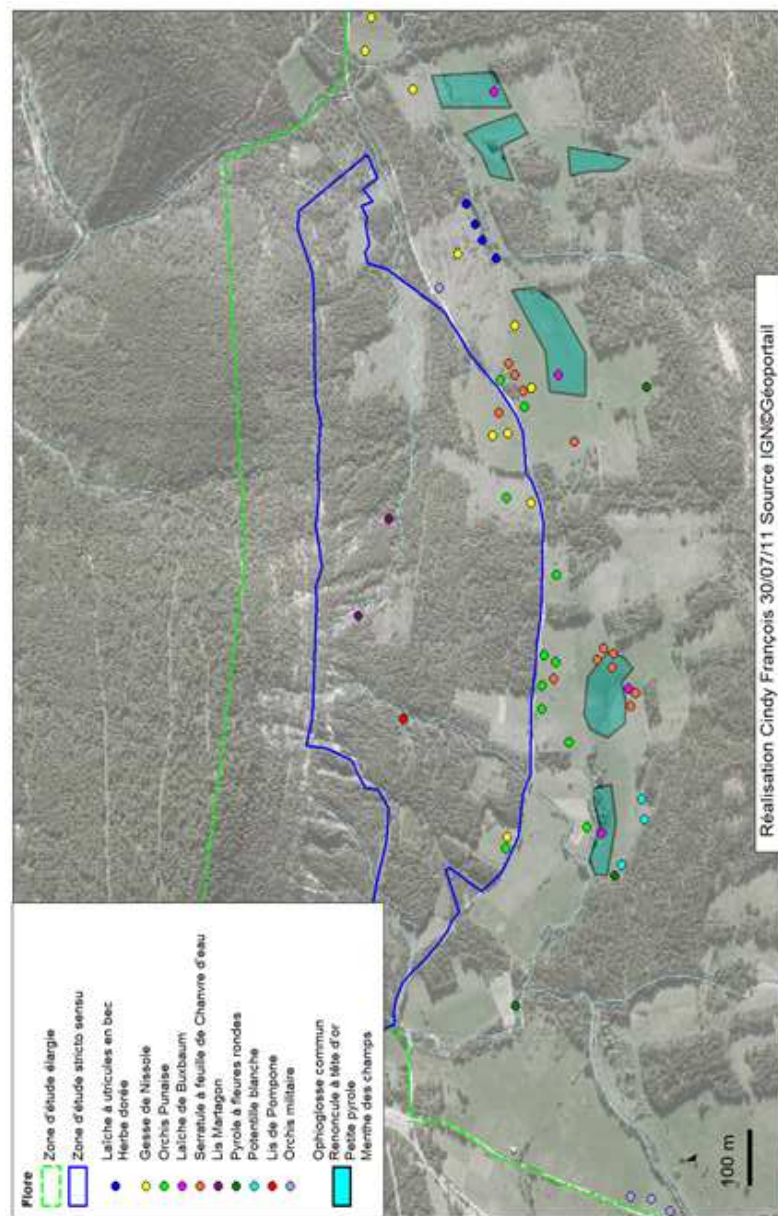 Flore
Zone d'étude élargie
Zone d'étude stricto sensu
Laîche à utricules en bec
Herbe dorée
Gesse de Nissole
Orchis Punaise
Laîche de Buxbaum
Serratule à feuille de Chanvre d'eau
Lis Martagon
Pyrole à fleures rondes
Potentille blanche
Lis de Pompone
Orchis militaire
Ophioglosse commun
Renoncule à tête d'or
Petite pyrole
Menthe des champs
100 m
Réalisation Cindy François 30/07/11 Source IGN©Géoportail